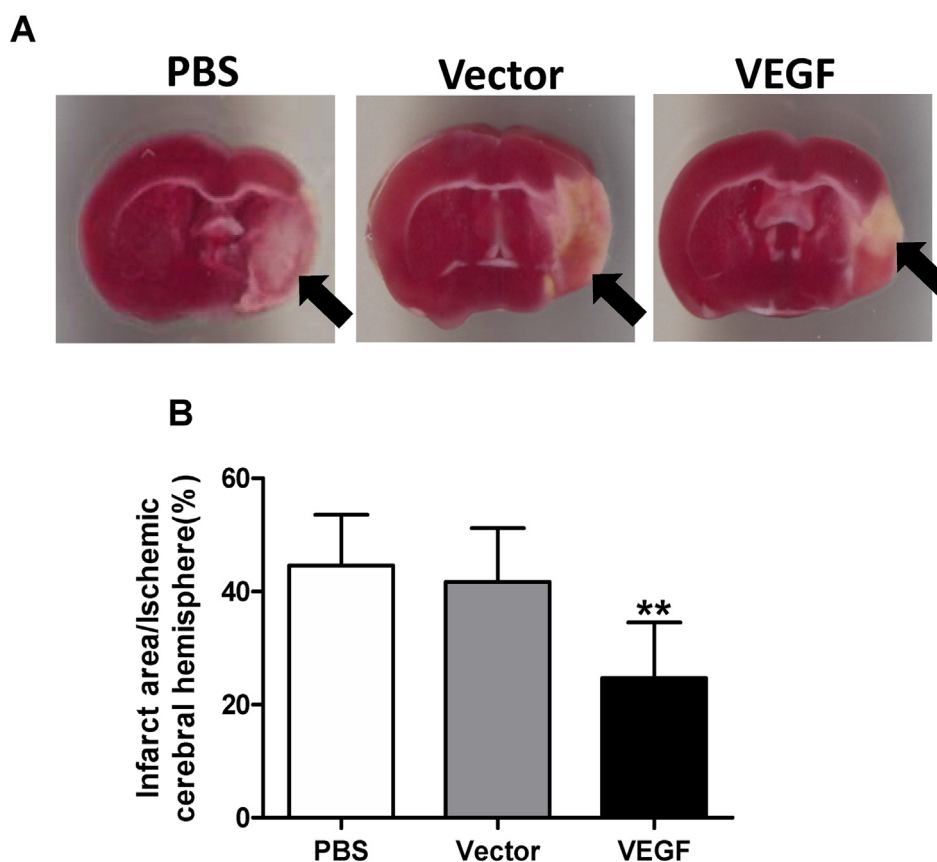 A
PBS Vector VEGF
B
Infarct area/Ischemic
cerebral hemisphere(%)
60
40
20
0
**
PBS Vector VEGF